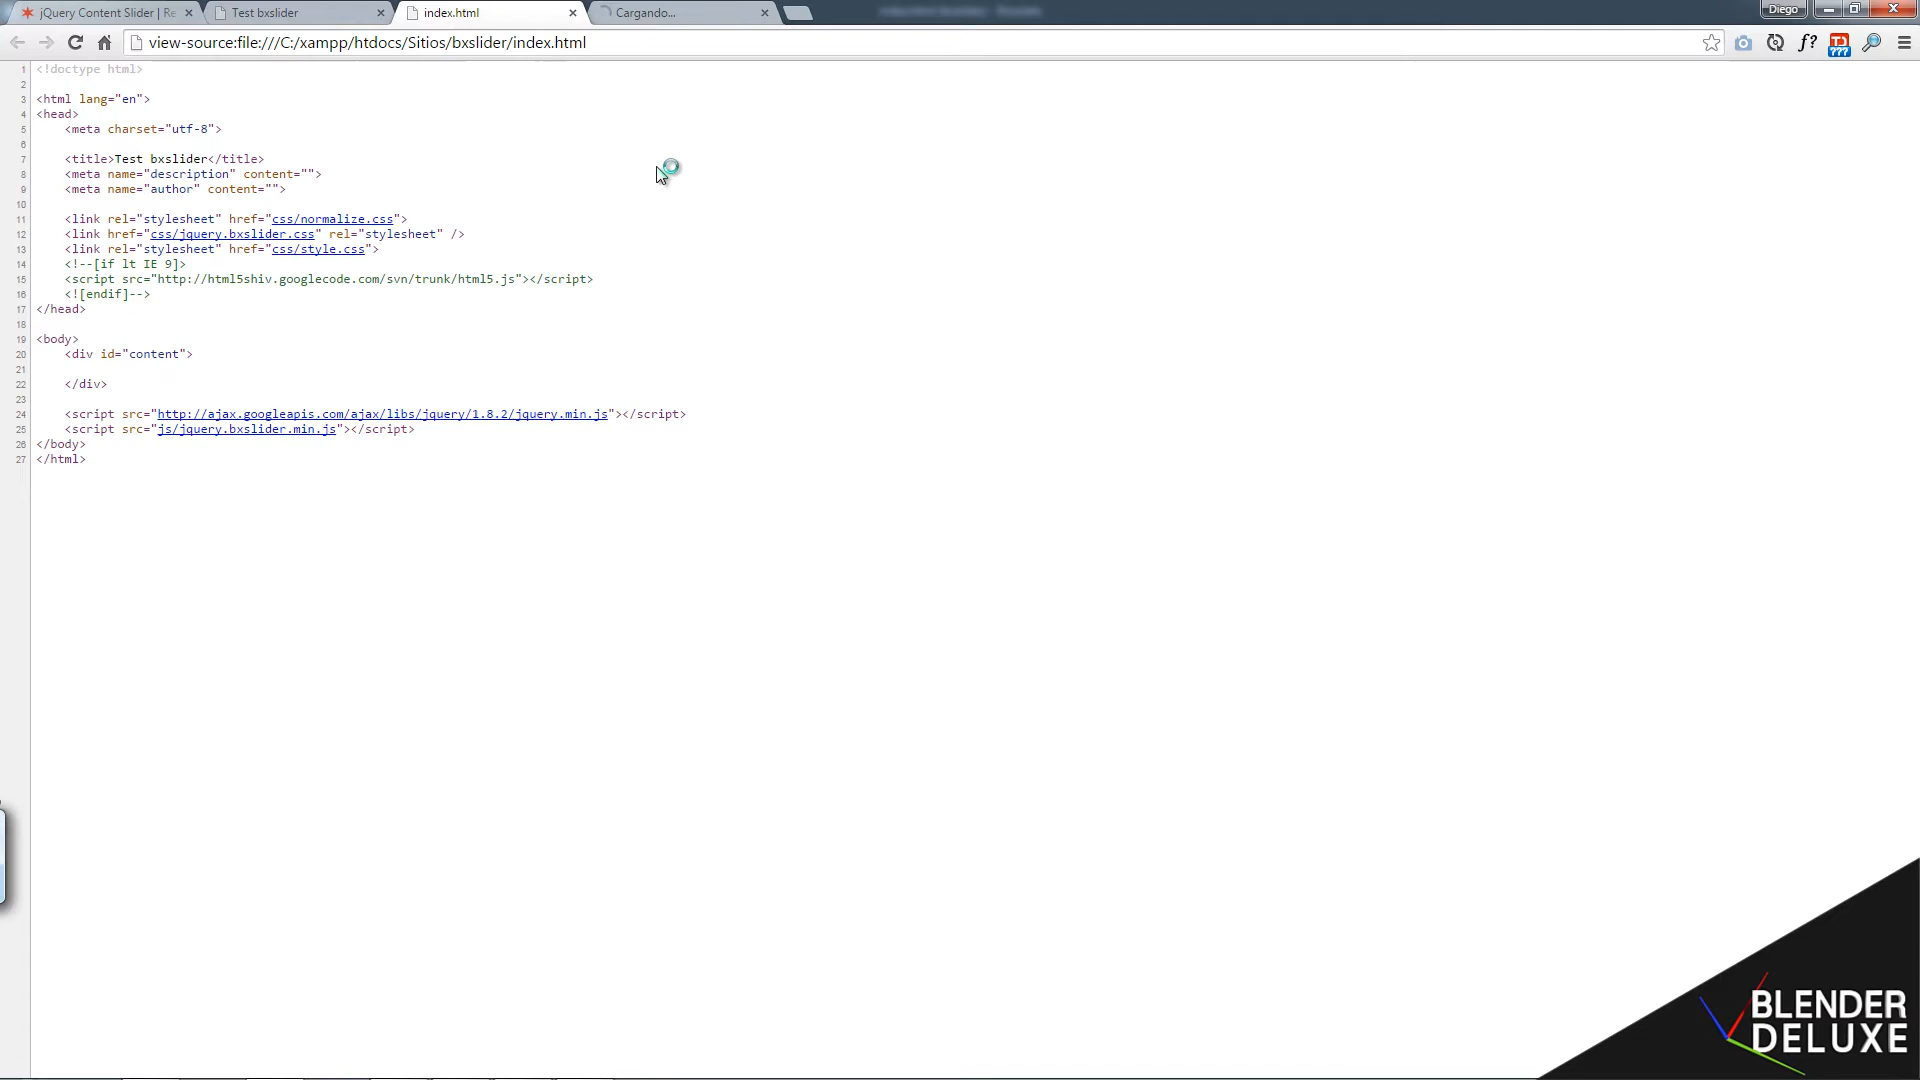 jQuery Content Slider | Re
Test bxslider
index.html
Cargando...
Diego
view-source:file:///C:/xampp/htdocs/Sitios/bxslider/index.html
f?
???
1 <!doctype html>
2
3 <html lang="en">
4 <head>
5 <meta charset="utf-8">
6
7 <title>Test bxslider</title>
8 <meta name="description" content="">
9 <meta name="author" content="">
10
11 <link rel="stylesheet" href="css/normalize.css">
12 <link href="css/jquery.bxslider.css" rel="stylesheet" />
13 <link rel="stylesheet" href="css/style.css">
14 <!--[if lt IE 9]>
15 <script src="http://html5shiv.googlecode.com/svn/trunk/html5.js"></script>
16 <![endif]-->
17 </head>
18
19 <body>
20 <div id="content">
21
22 </div>
23
24 <script src="http://ajax.googleapis.com/ajax/libs/jquery/1.8.2/jquery.min.js"></script>
25 <script src="js/jquery.bxslider.min.js"></script>
26 </body>
27 </html>
BLENDER
DELUXE